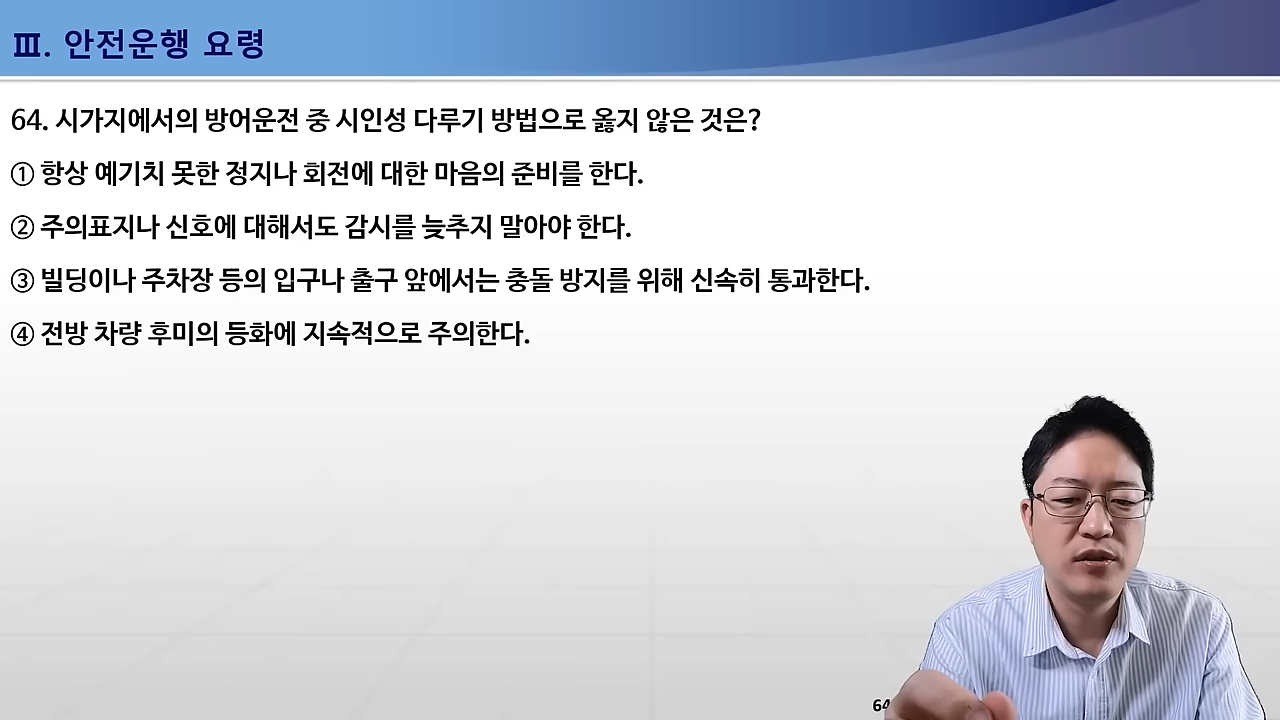 Ⅲ. 안전운행 요령
64. 시가지에서의 방어운전 중 시인성 다루기 방법으로 옳지 않은 것은?
① 항상 예기치 못한 정지나 회전에 대한 마음의 준비를 한다.
② 주의표지나 신호에 대해서도 감시를 늦추지 말아야 한다.
③ 빌딩이나 주차장 등의 입구나 출구 앞에서는 충돌 방지를 위해 신속히 통과한다.
④ 전방 차량 후미의 등화에 지속적으로 주의한다.
64